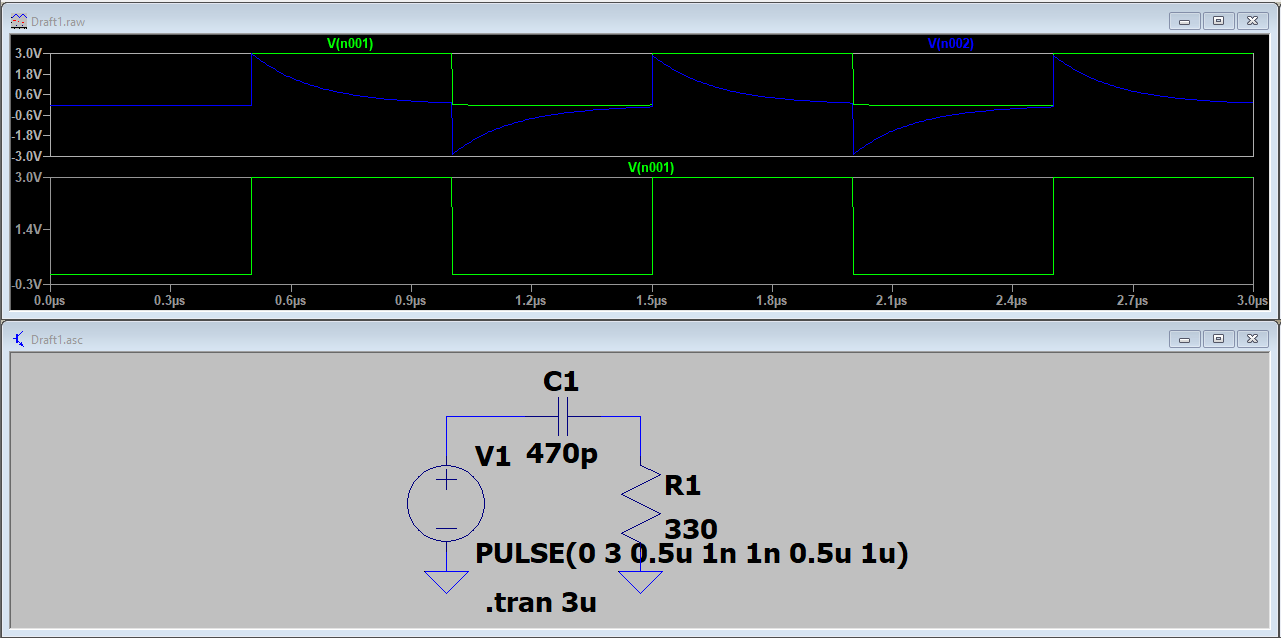 Draft1.raw
V(n001) V(n002)
3.0V
1.8V
0.6V
-0.6V
-1.8V
-3.0V
V(n001)
3.0V
1.4V
-0.3V
0.0µs 0.3µs 0.6µs 0.9µs 1.2µs 1.5µs 1.8µs 2.1µs 2.4µs 2.7µs 3.0µs
Draft1.asc
C1
V1 470p
R1
330
PULSE(0 3 0.5u 1n 1n 0.5u 1u)
.tran 3u